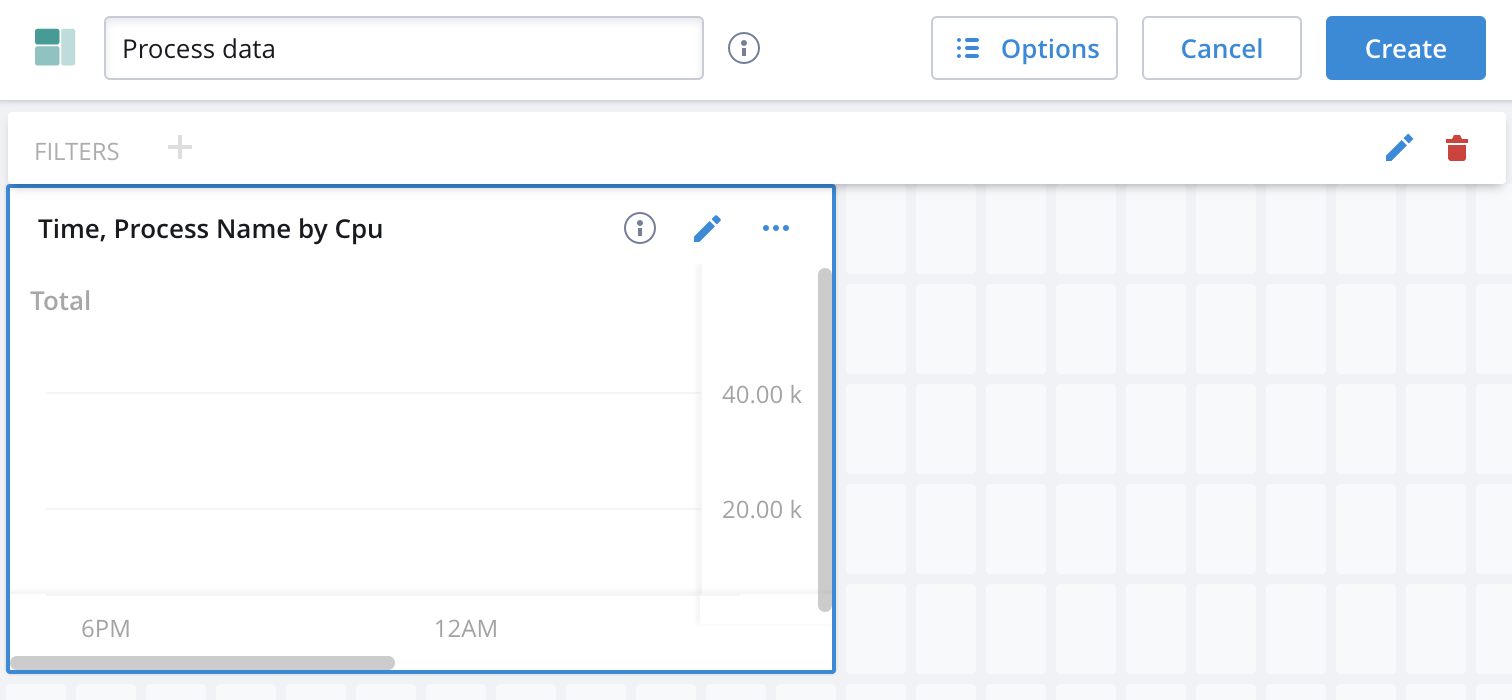 Process data
Options
Cancel
Create
FILTERS
Time, Process Name by Cpu
Total
40.00 k
20.00 k
6PM
12AM